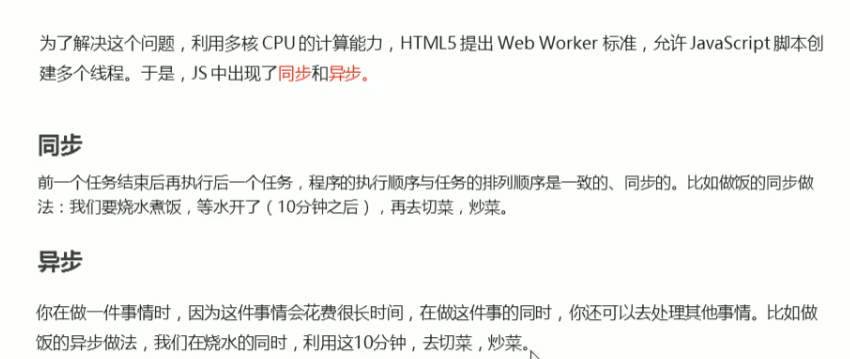 为了解决这个问题，利用多核 CPU 的计算能力，HTML5 提出 Web Worker 标准，允许 JavaScript 脚本创
建多个线程。于是，JS 中出现了同步和异步。
同步
前一个任务结束后再执行后一个任务，程序的执行顺序与任务的排列顺序是一致的、同步的。比如做饭的同步做
法：我们要烧水煮饭，等水开了（10分钟之后），再去切菜，炒菜。
异步
你在做一件事情时，因为这件事情会花费很长时间，在做这件事的同时，你还可以去处理其他事情。比如做
饭的异步做法，我们在烧水的同时，利用这10分钟，去切菜，炒菜。